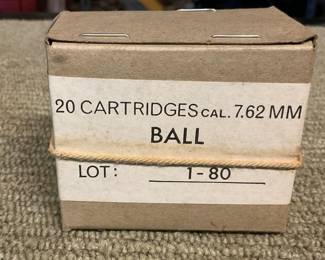 20 CARTRIDGES CAL. 7.62 MM
BALL
LOT: 1-80